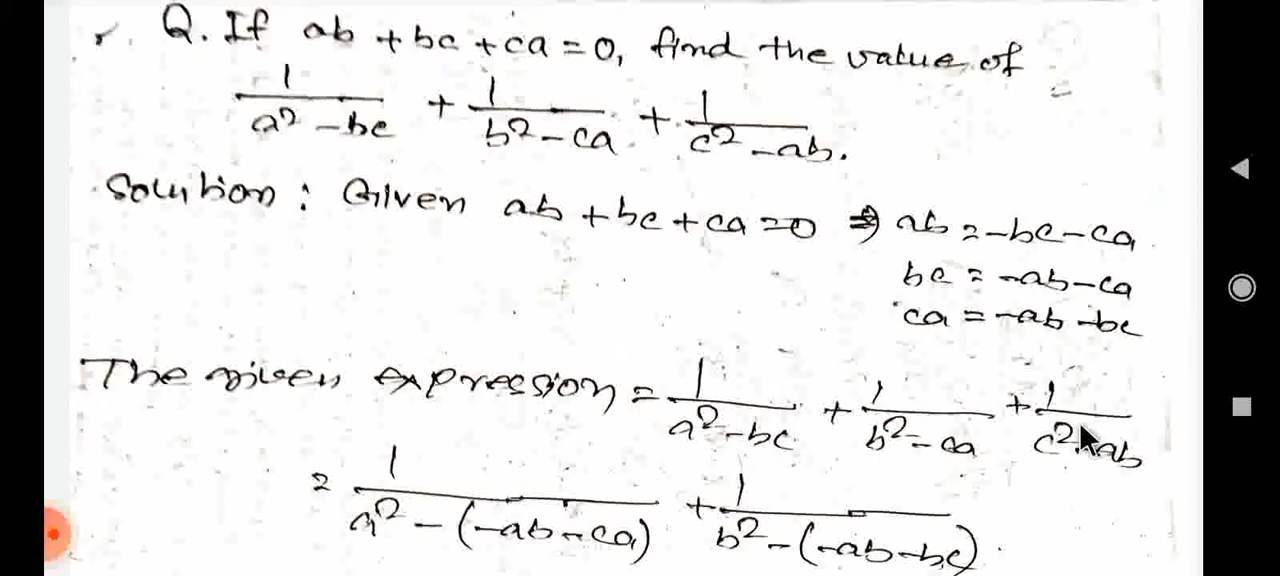 Q. If ab + bc + ca = 0, find the value of
1/(a² - bc) + 1/(b² - ca) + 1/(c² - ab).
Solution : Given ab + bc + ca = 0 ⇒ ab = -bc - ca
bc = -ab - ca
ca = -ab - bc
The given expression = 1/(a² - bc) + 1/(b² - ca) + 1/(c² - ab)
= 1/(a² - (-ab - ca)) + 1/(b² - (-ab - bc))